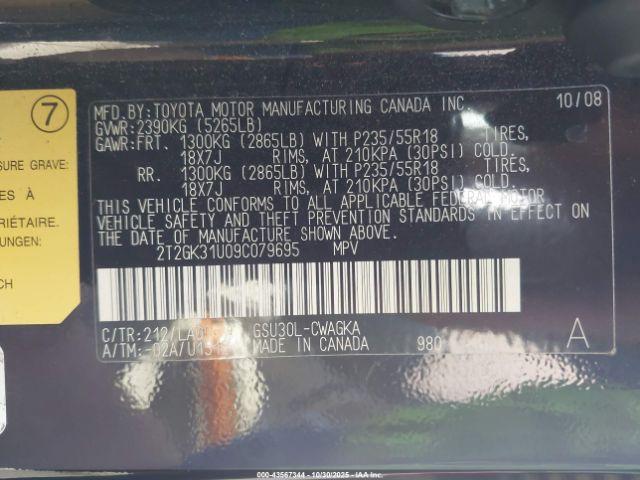 7
SURE GRAVE:
ES À
PRIÉTAIRE.
UNGEN:
CH
MFD.BY:TOYOTA MOTOR MANUFACTURING CANADA INC. 10/08
GVWR:2390KG (5265LB)
GAWR:FRT. 1300KG (2865LB) WITH P235/55R18 TIRES,
18X7J RIMS, AT 210KPA (30PSI) COLD.
RR. 1300KG (2865LB) WITH P235/55R18 TIRES,
18X7J RIMS, AT 210KPA (30PSI) COLD.
THIS VEHICLE CONFORMS TO ALL APPLICABLE FEDERAL MOTOR
VEHICLE SAFETY AND THEFT PREVENTION STANDARDS IN EFFECT ON
THE DATE OF MANUFACTURE SHOWN ABOVE.
2T2GK31U09C079695 MPV
C/TR:212/ GSU30L-CWAGKA
A/TM:-02A/ MADE IN CANADA 980 A
00-43567344 - 10/30/2025 - IAA Inc.